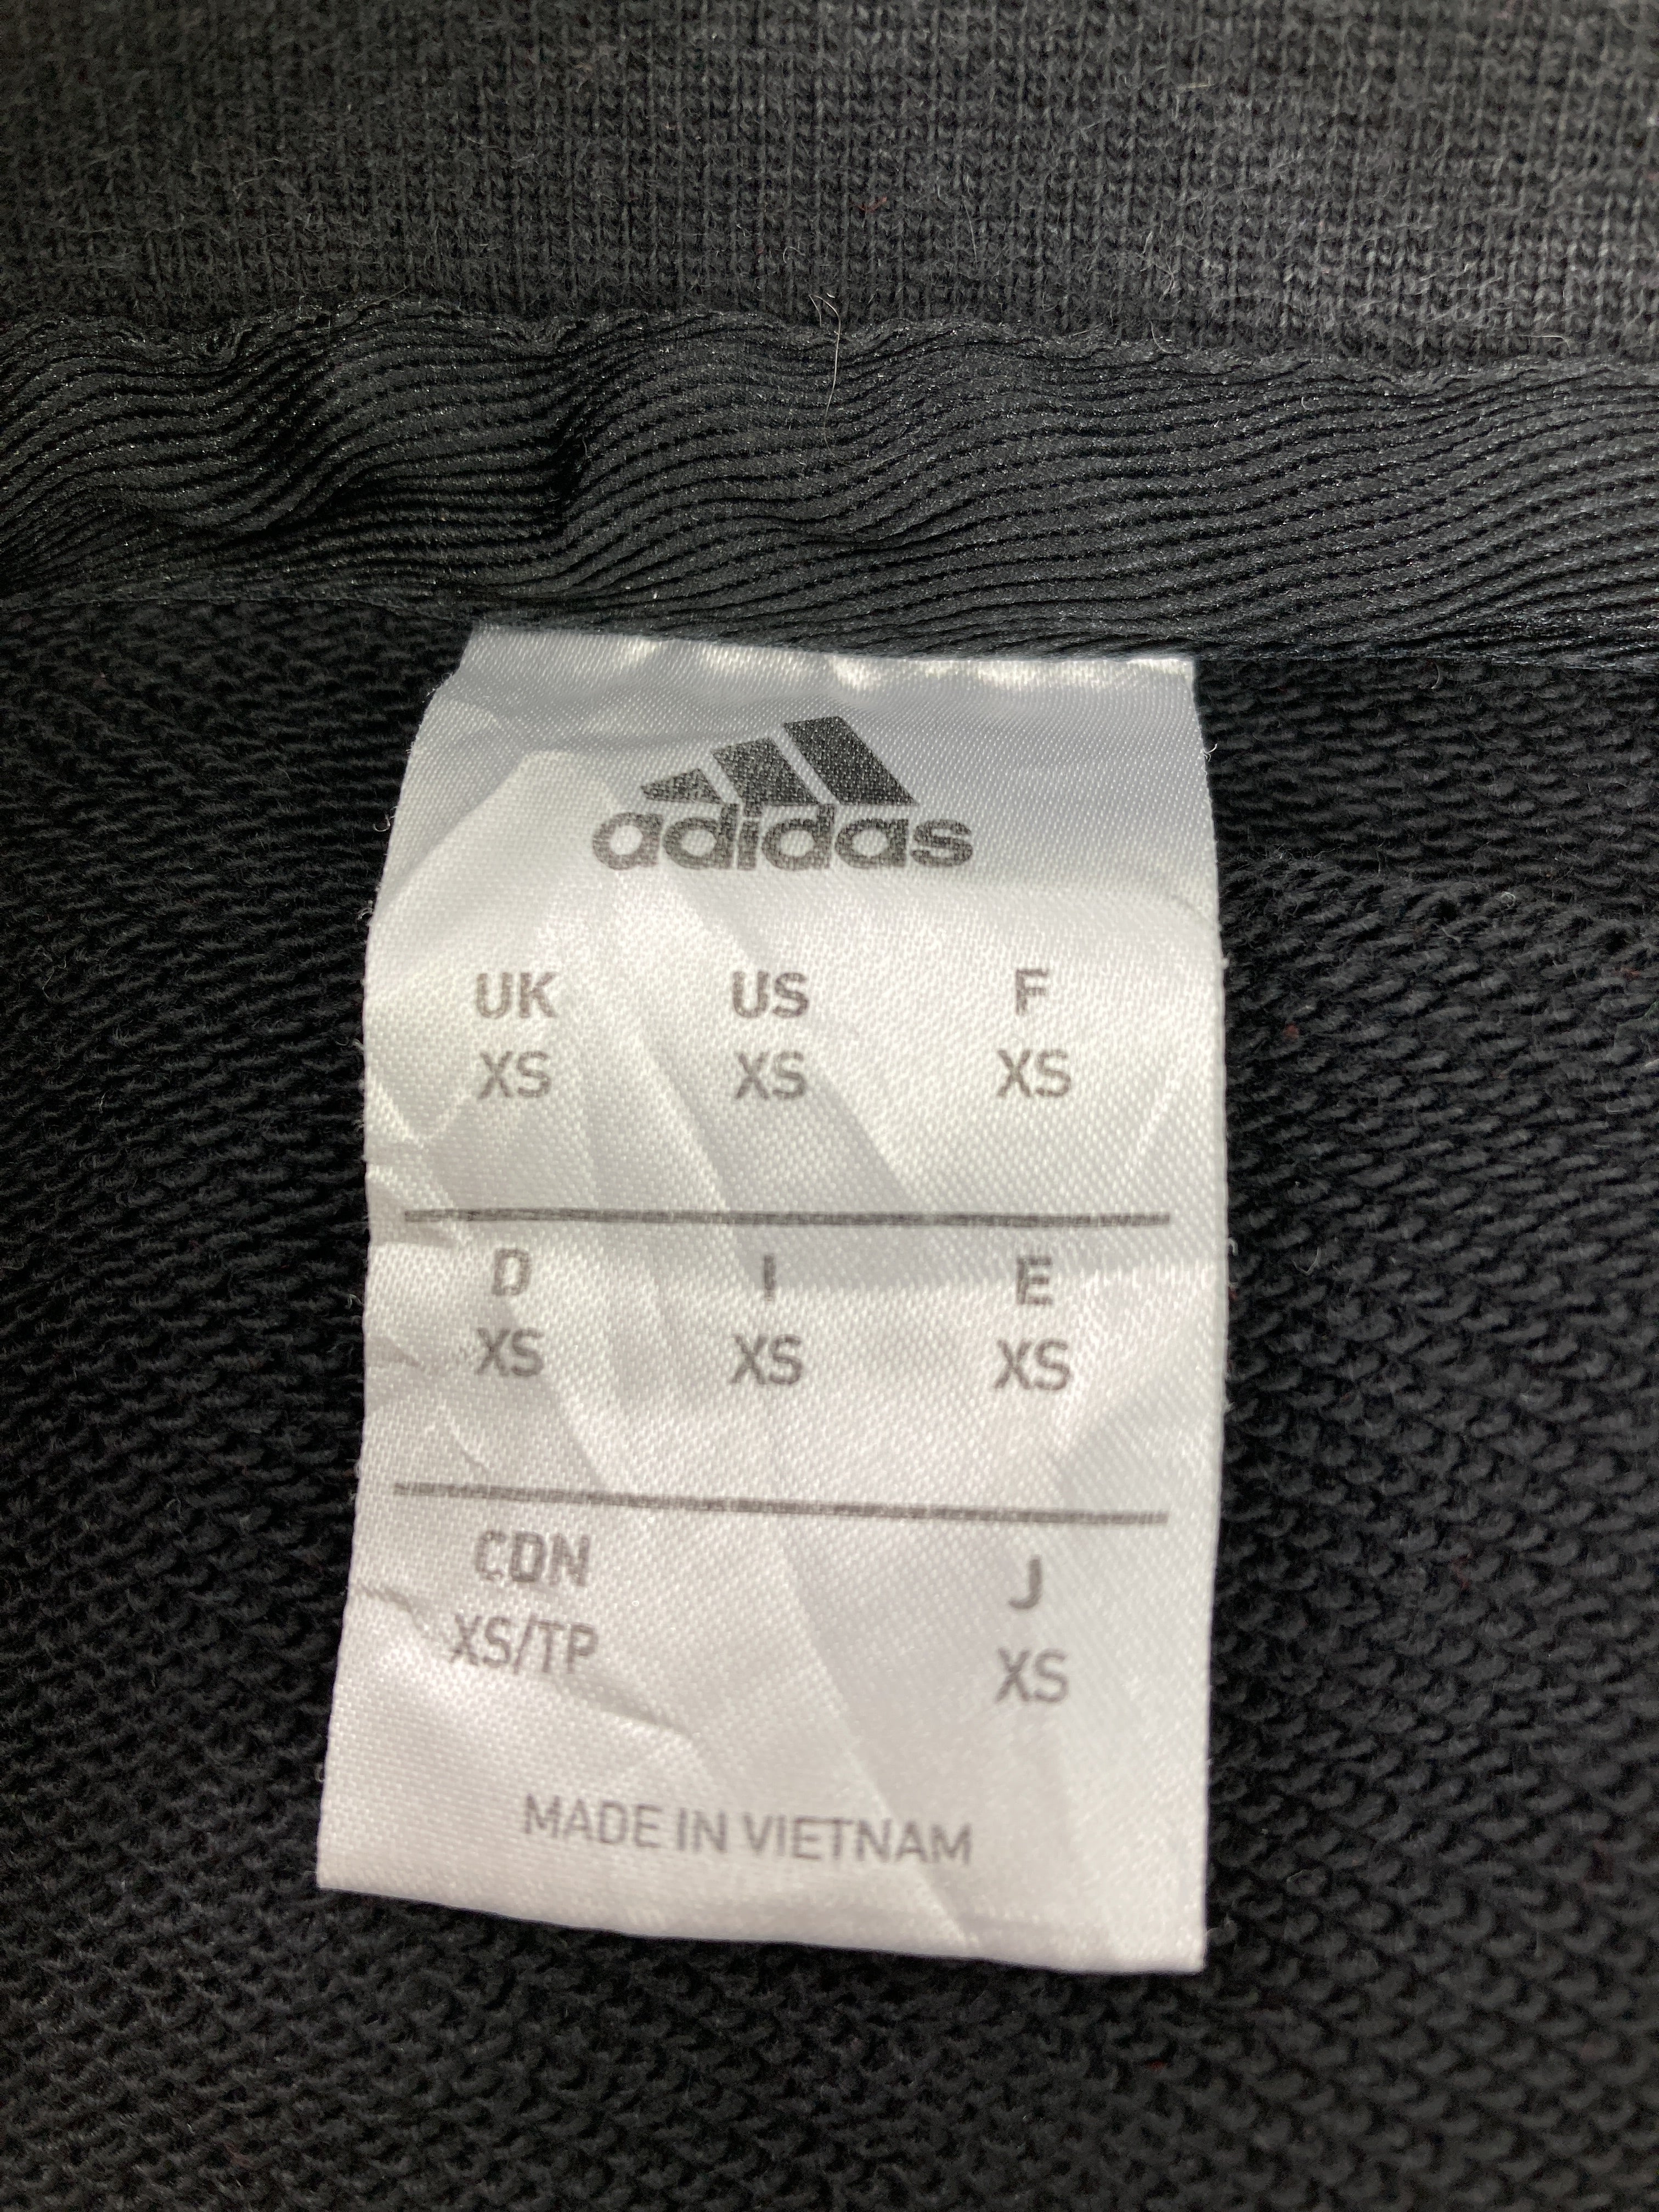 adidas
UK US F
XS XS XS
D I E
XS XS XS
CDN J
XS/TP XS
MADE IN VIETNAM